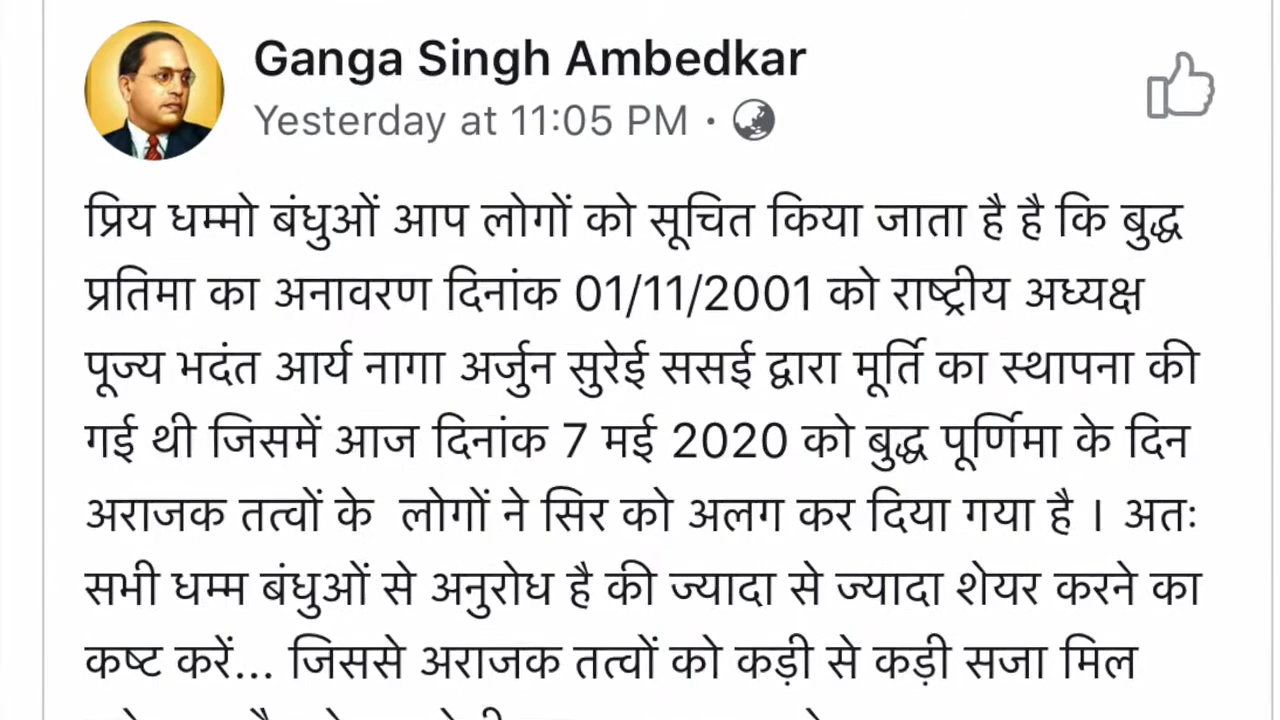 Ganga Singh Ambedkar
Yesterday at 11:05 PM ·
प्रिय धम्मो बंधुओं आप लोगों को सूचित किया जाता है है कि बुद्ध
प्रतिमा का अनावरण दिनांक 01/11/2001 को राष्ट्रीय अध्यक्ष
पूज्य भदंत आर्य नागा अर्जुन सुरेई ससई द्वारा मूर्ति का स्थापना की
गई थी जिसमें आज दिनांक 7 मई 2020 को बुद्ध पूर्णिमा के दिन
अराजक तत्वों के  लोगों ने सिर को अलग कर दिया गया है । अतः
सभी धम्म बंधुओं से अनुरोध है की ज्यादा से ज्यादा शेयर करने का
कष्ट करें... जिससे अराजक तत्वों को कड़ी से कड़ी सजा मिल